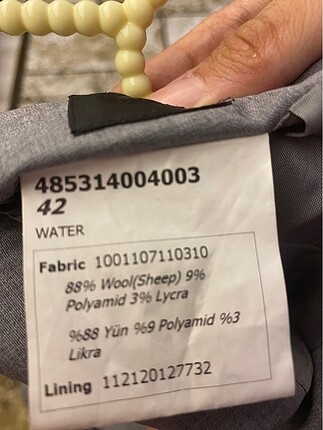 485314004003
42
WATER
Fabric 1001107110310
88% Wool(Sheep) 9%
Polyamid 3% Lycra
%88 Yün %9 Polyamid %3
Likra
Lining 112120127732